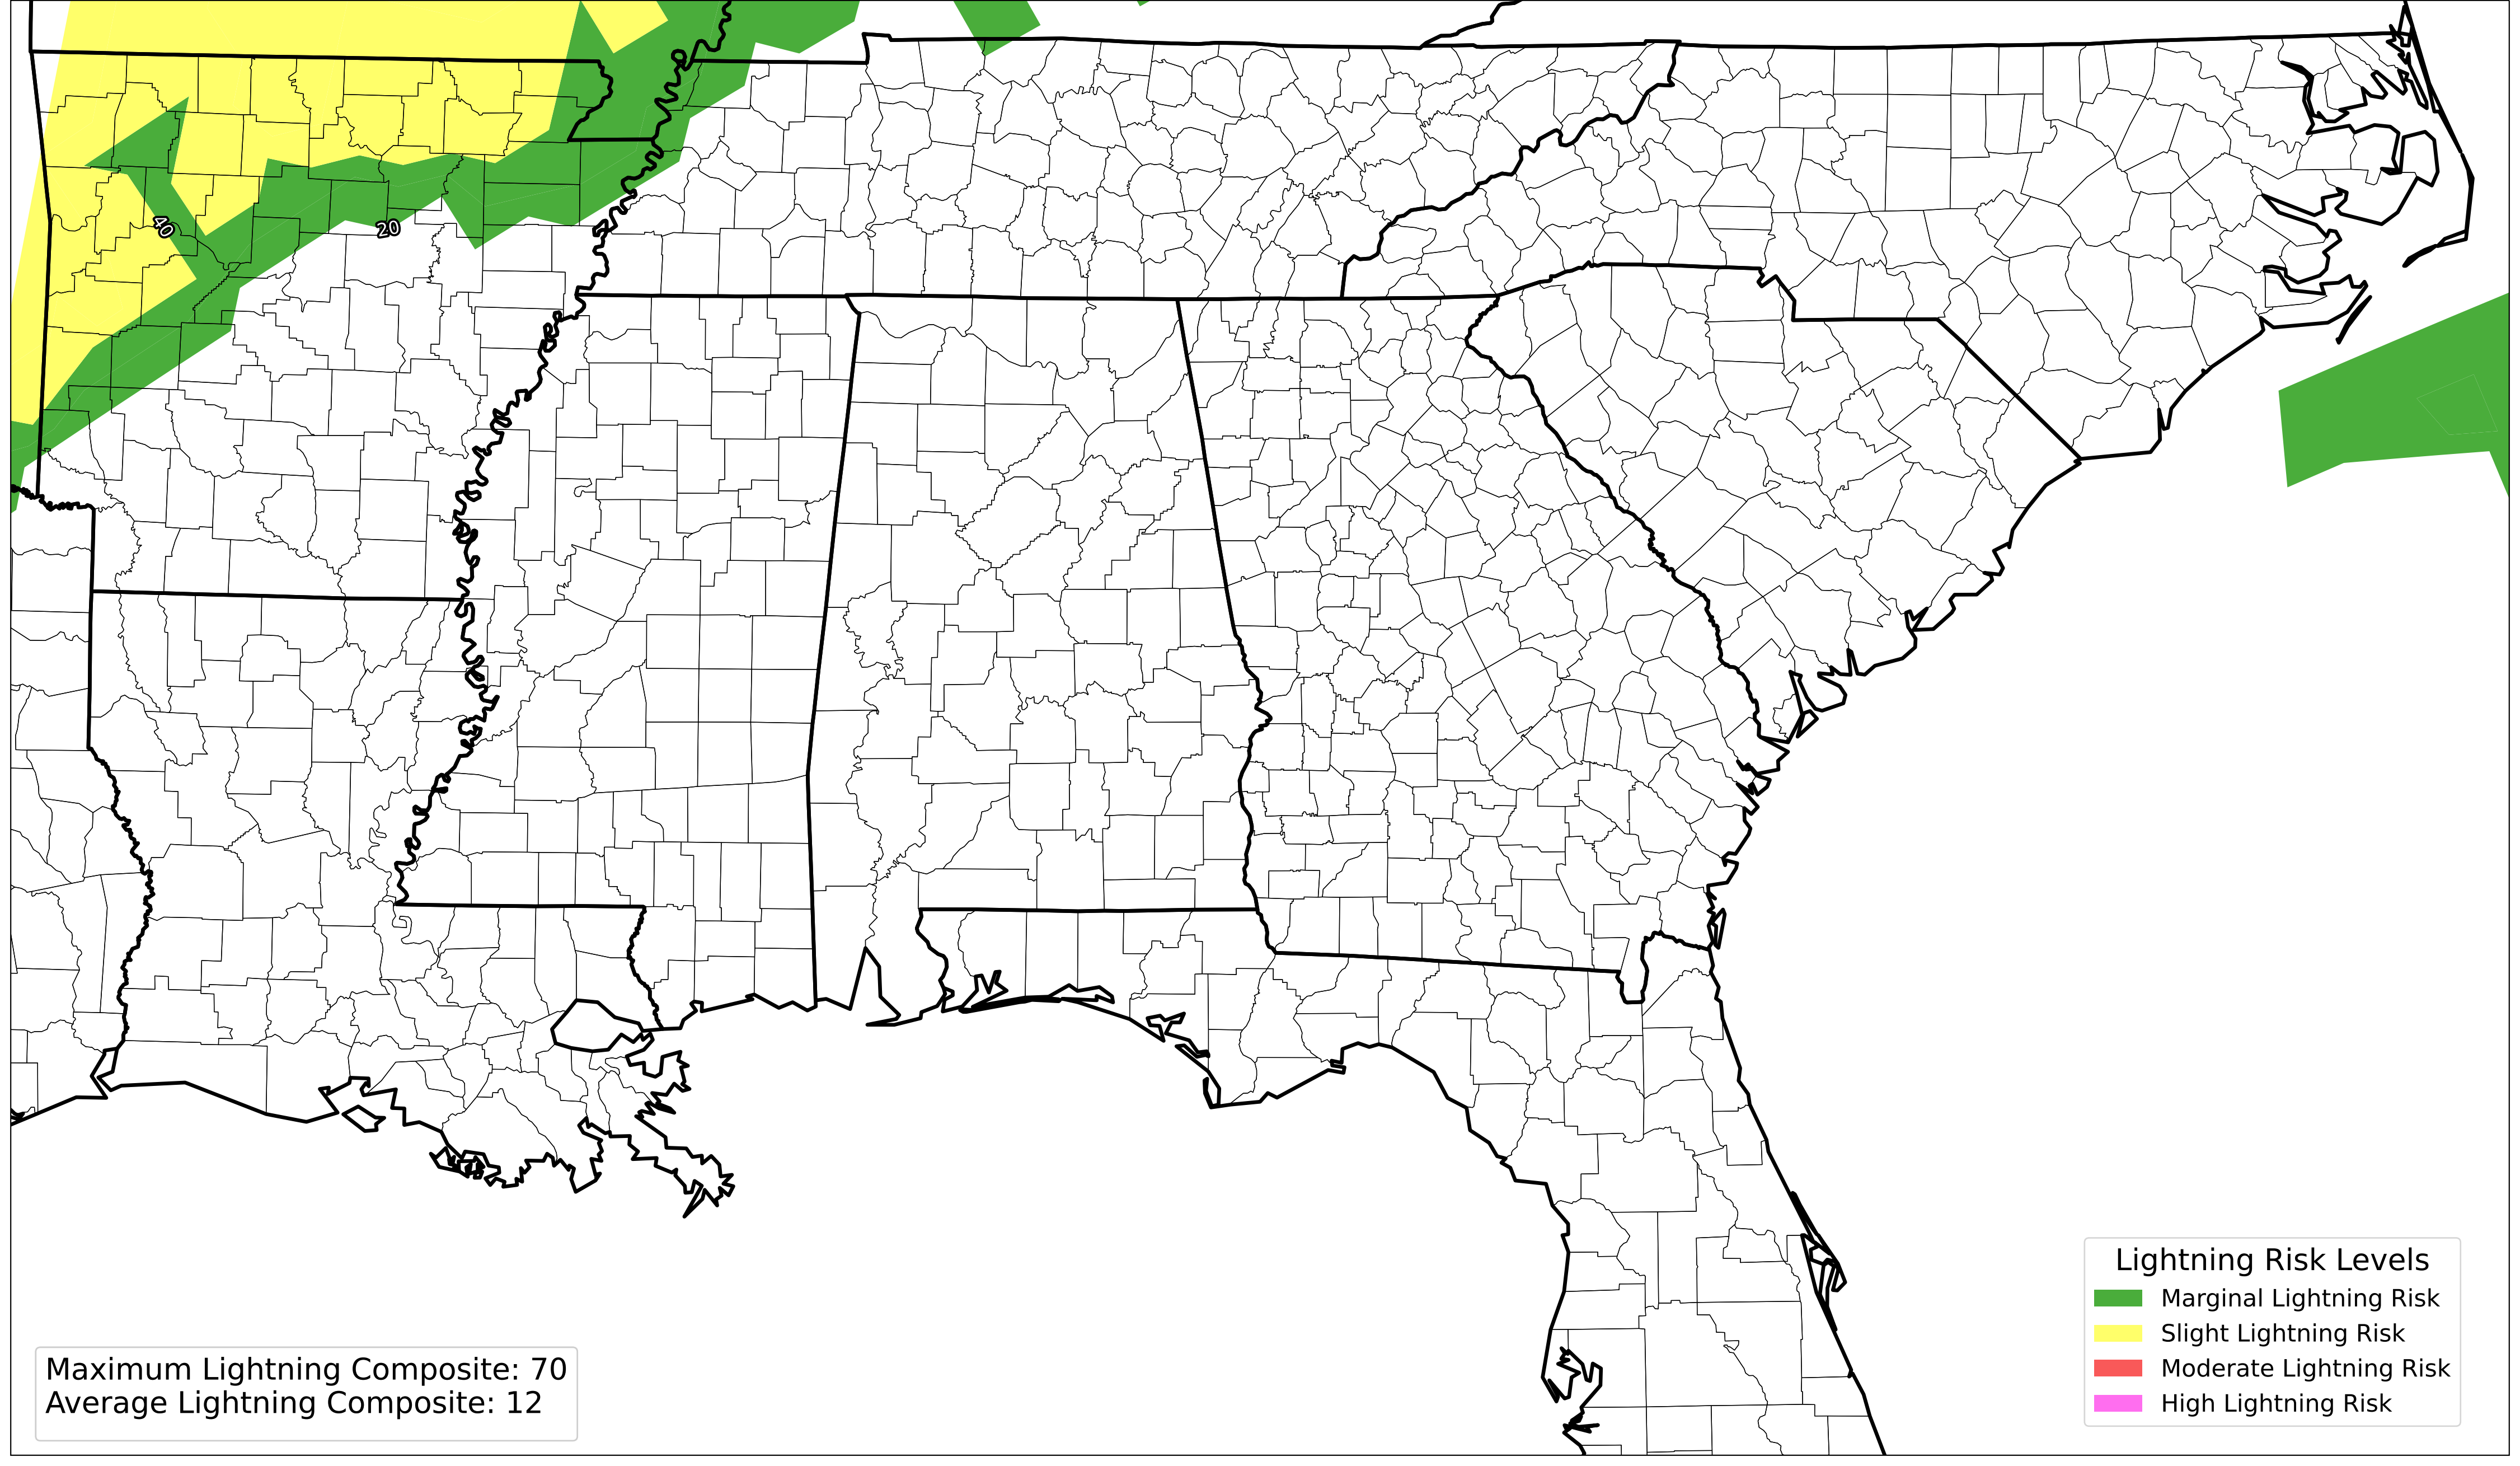 40
20
Lightning Risk Levels
Marginal Lightning Risk
Slight Lightning Risk
Moderate Lightning Risk
High Lightning Risk
Maximum Lightning Composite: 70
Average Lightning Composite: 12